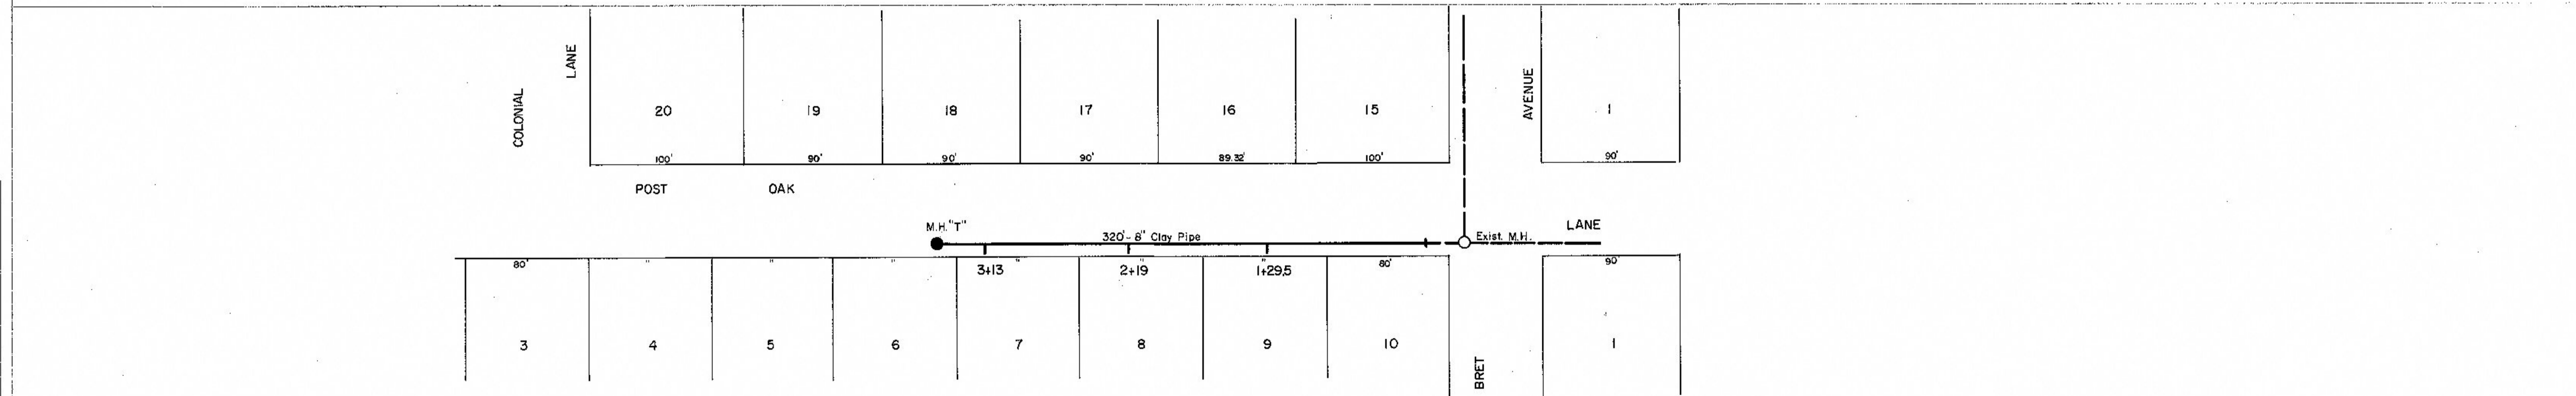 COLONIAL LANE
20 19 18 17 16 15
AVENUE
1
100' 90' 90' 90' 89.32' 100' 90'
POST OAK LANE
M.H. "T"
320'- 8" Clay Pipe
Exist. M.H.
80' " " " " " " 80' 90'
3+13 2+19 1+29.5
3 4 5 6 7 8 9 10 1
BRET